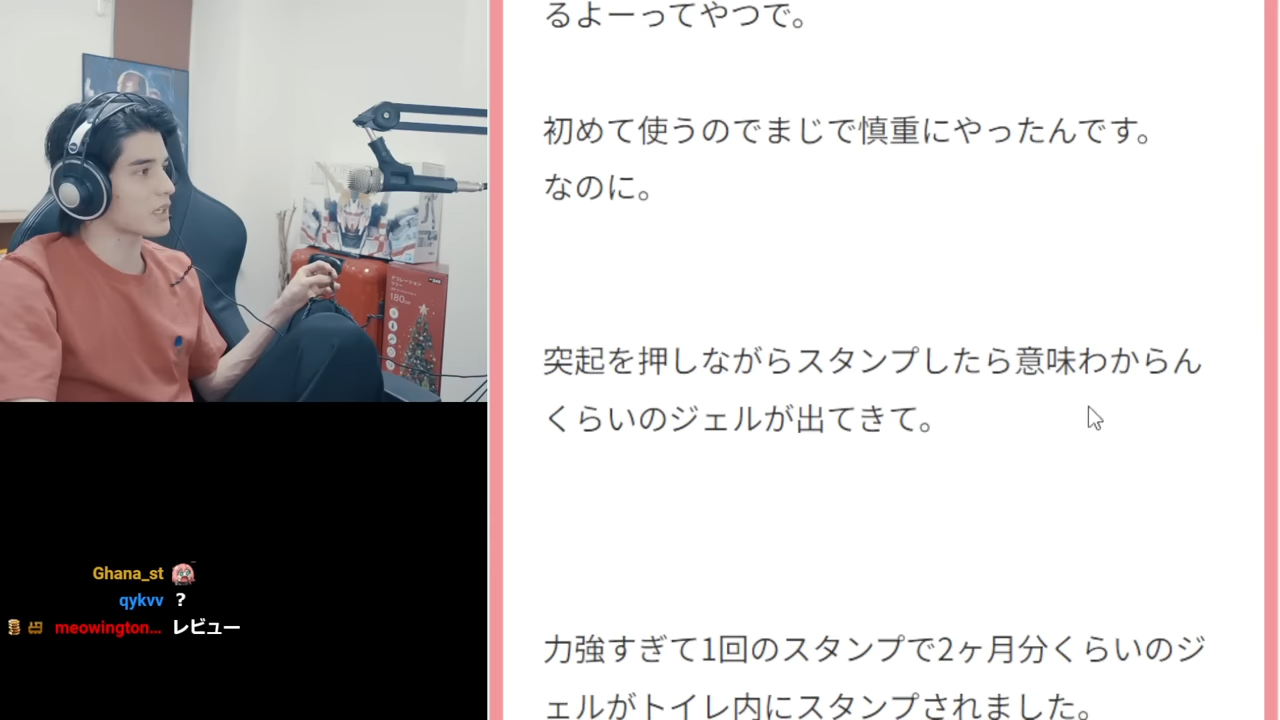 るよーってやつで。
初めて使うのでまじで慎重にやったんです。
なのに。
突起を押しながらスタンプしたら意味わからん
くらいのジェルが出てきて。
力強すぎて1回のスタンプで2ヶ月分くらいのジ
ェルがトイレ内にスタンプされました。
180cm
Ghana_st
qykvv ?
meowington… レビュー